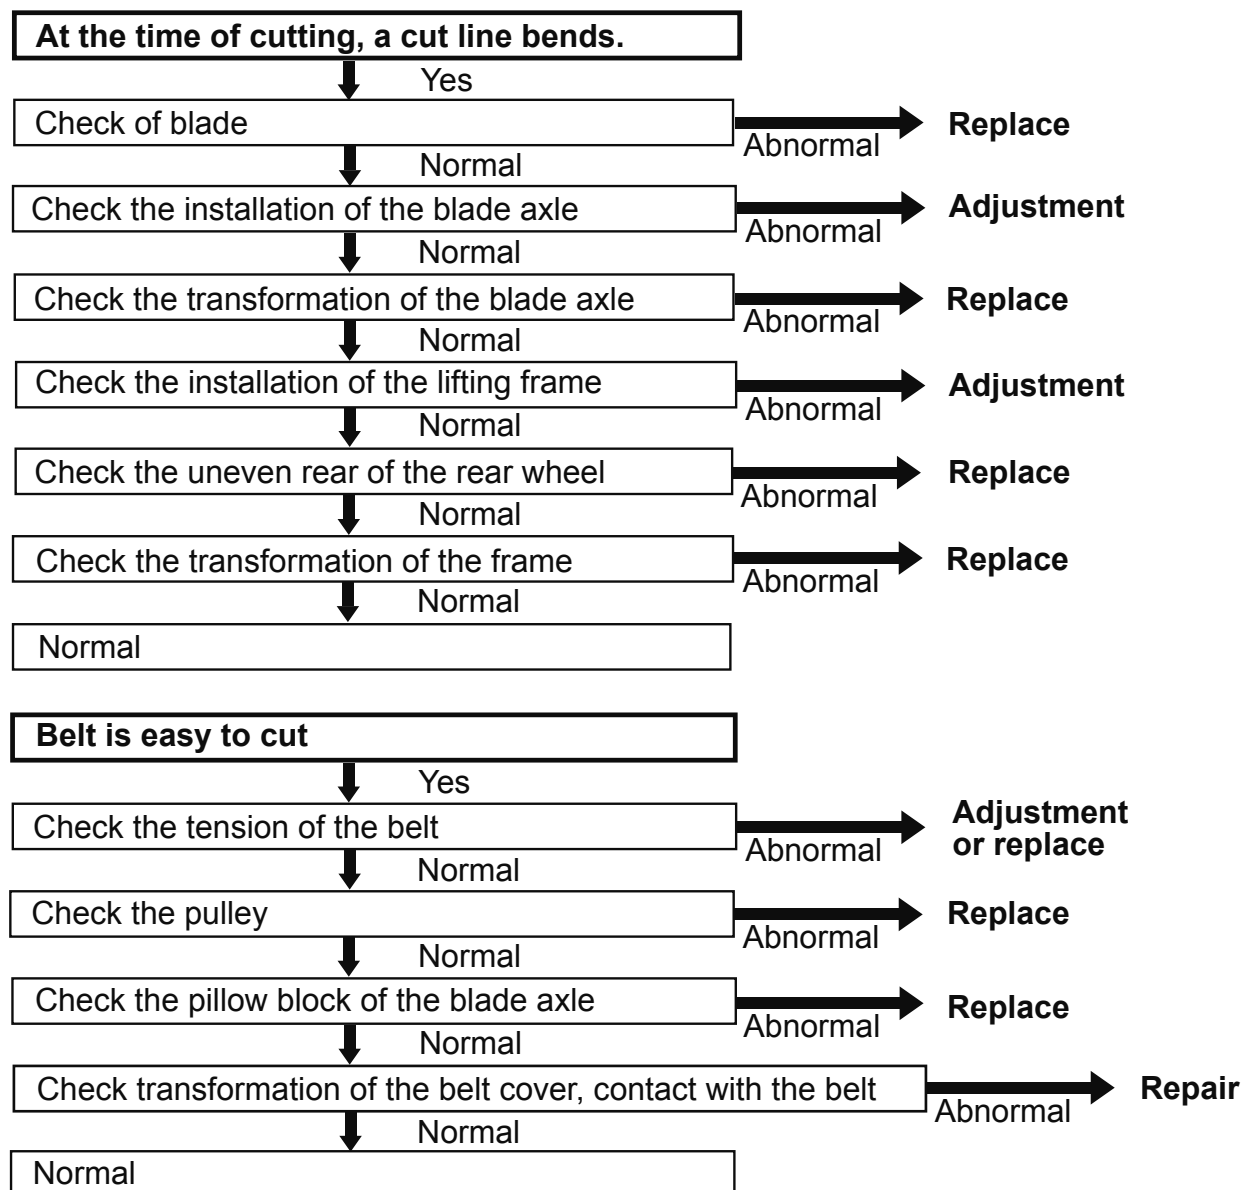 At the time of cutting, a cut line bends.
Yes
Check of blade
Abnormal
Replace
Normal
Check the installation of the blade axle
Abnormal
Adjustment
Normal
Check the transformation of the blade axle
Abnormal
Replace
Normal
Check the installation of the lifting frame
Abnormal
Adjustment
Normal
Check the uneven rear of the rear wheel
Abnormal
Replace
Normal
Check the transformation of the frame
Abnormal
Replace
Normal
Normal
Belt is easy to cut
Yes
Check the tension of the belt
Abnormal
Adjustment
or replace
Normal
Check the pulley
Abnormal
Replace
Normal
Check the pillow block of the blade axle
Abnormal
Replace
Normal
Check transformation of the belt cover, contact with the belt
Abnormal
Repair
Normal
Normal